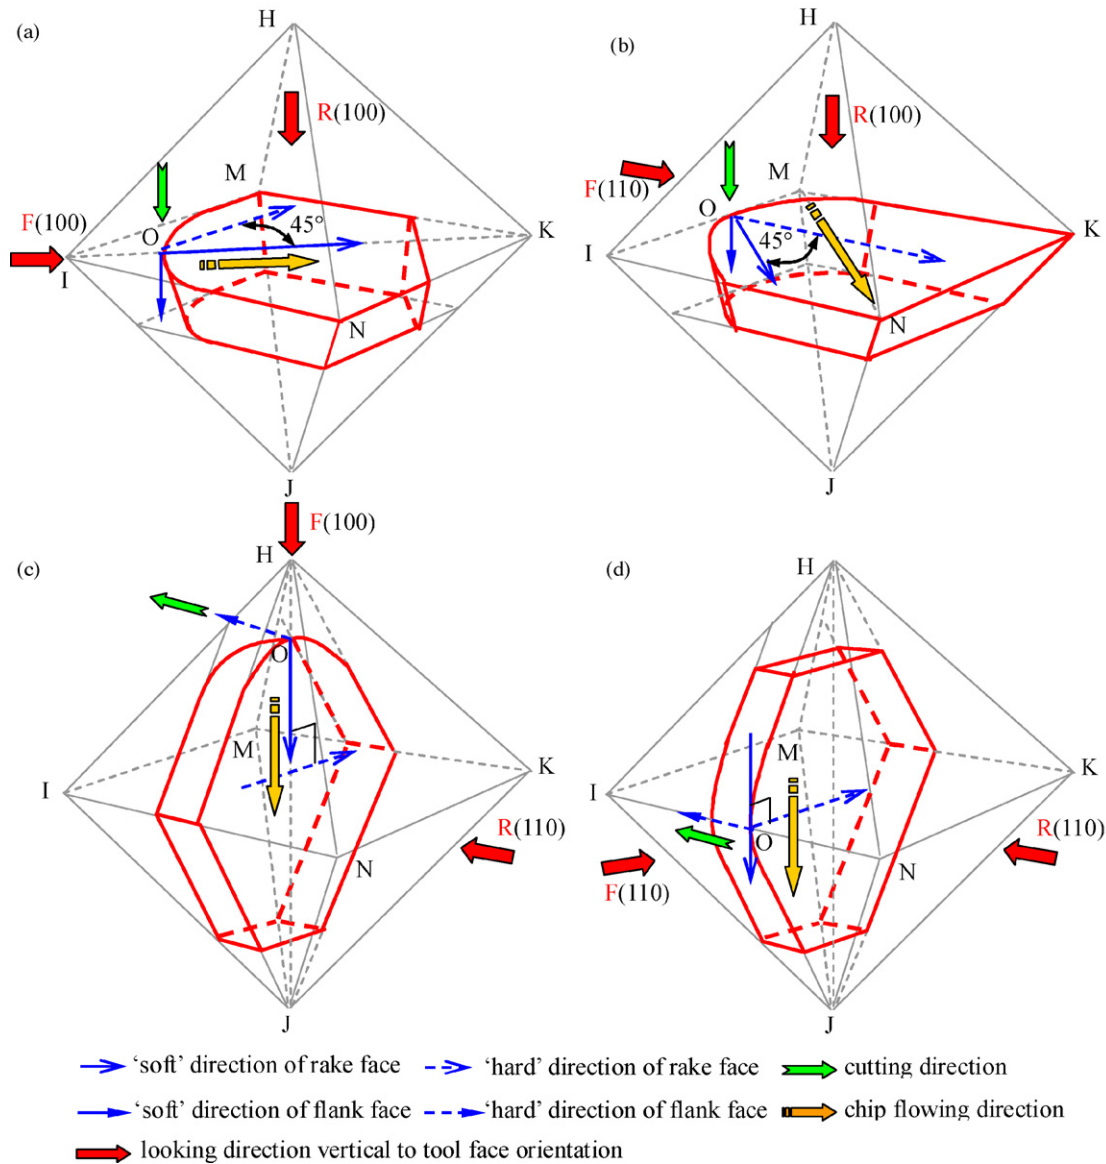 (a)
H
R(100)
M
F(100)
I
O
45°
K
N
J
(b)
H
R(100)
M
F(110)
O
I
45°
K
N
J
(c)
F(100)
H
O
M
I
K
R(110)
N
J
(d)
H
M
I
K
R(110)
O
N
F(110)
J
'soft' direction of rake face
'hard' direction of rake face
cutting direction
'soft' direction of flank face
'hard' direction of flank face
chip flowing direction
looking direction vertical to tool face orientation